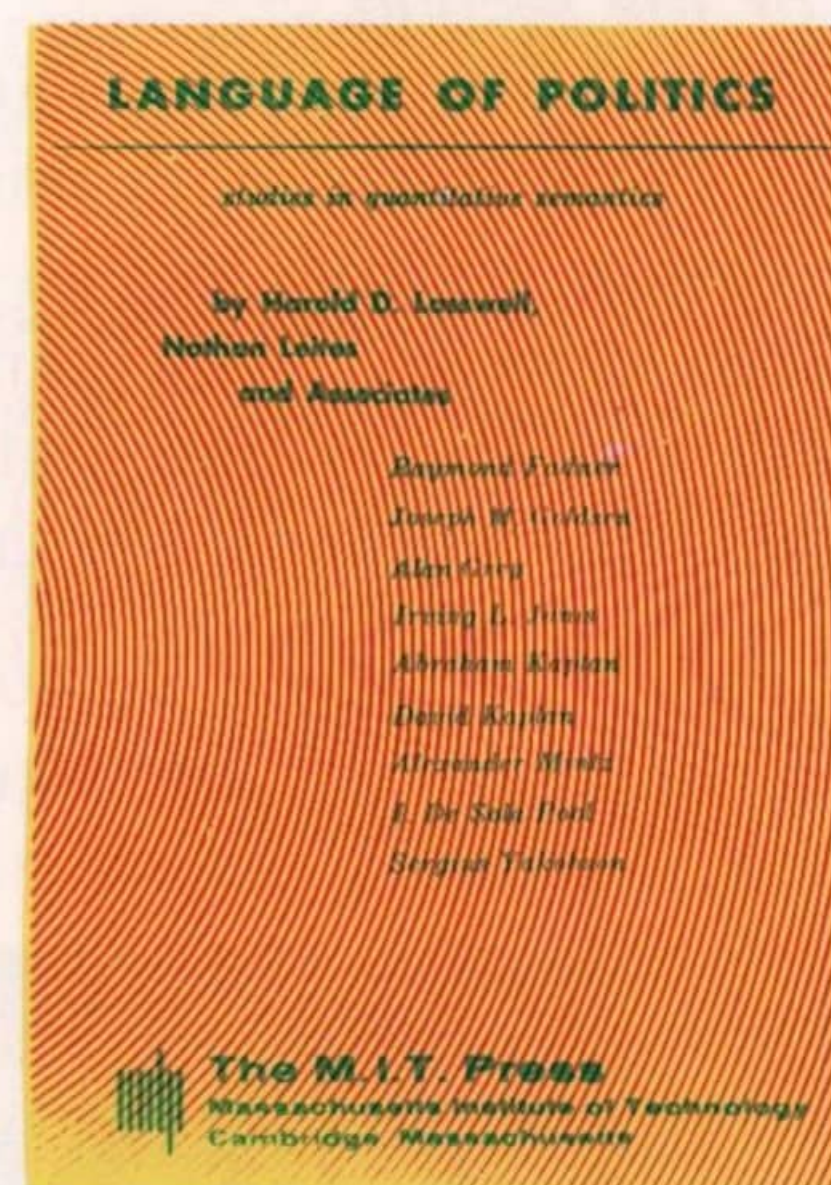 LANGUAGE OF POLITICS
studies in quantitative semantics
by Harold D. Lasswell,
Nathan Leites
and Associates
Raymond Fadner
Joseph M. Goldsen
Alan Grey
Irving L. Janis
Abraham Kaplan
David Kaplan
Alexander Mintz
I. De Sola Pool
Sergius Yakobson
The M.I.T. Press
Massachusetts Institute of Technology
Cambridge Massachusetts